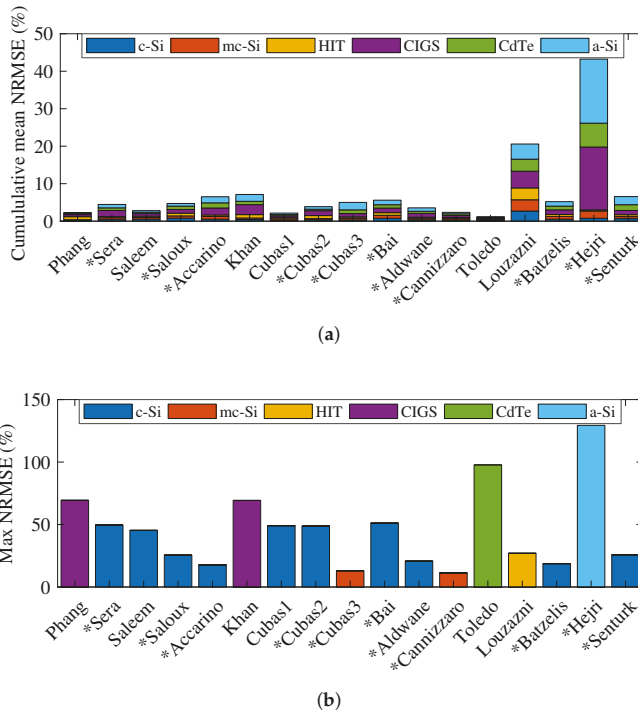 50
40
30
20
10
0
Cumululative mean NRMSE (%)
c-Si mc-Si HIT CIGS CdTe a-Si
Phang *Sera Saleem *Saloux *Accarino Khan Cubas1 *Cubas2 *Cubas3 *Bai *Aldwane *Cannizzaro Toledo Louzazni *Batzelis *Hejri *Senturk
(a)
150
100
50
0
Max NRMSE (%)
c-Si mc-Si HIT CIGS CdTe a-Si
Phang *Sera Saleem *Saloux *Accarino Khan Cubas1 *Cubas2 *Cubas3 *Bai *Aldwane *Cannizzaro Toledo Louzazni *Batzelis *Hejri *Senturk
(b)